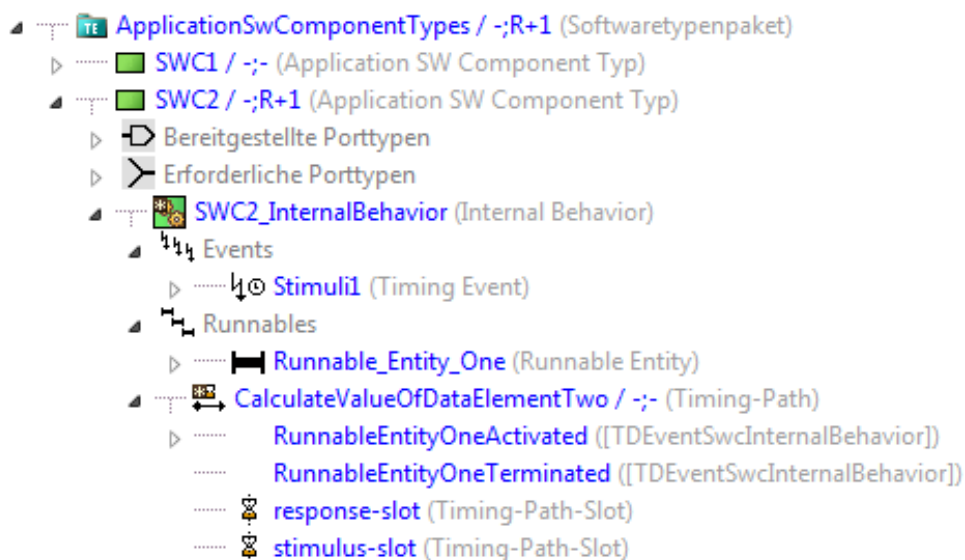 TE ApplicationSwComponentTypes / -;R+1 (Softwaretypenpaket)
SWC1 / -;- (Application SW Component Typ)
SWC2 / -;R+1 (Application SW Component Typ)
Bereitgestellte Porttypen
Erforderliche Porttypen
SWC2_InternalBehavior (Internal Behavior)
Events
Stimuli1 (Timing Event)
Runnables
Runnable_Entity_One (Runnable Entity)
CalculateValueOfDataElementTwo / -;- (Timing-Path)
RunnableEntityOneActivated ([TDEventSwcInternalBehavior])
RunnableEntityOneTerminated ([TDEventSwcInternalBehavior])
response-slot (Timing-Path-Slot)
stimulus-slot (Timing-Path-Slot)